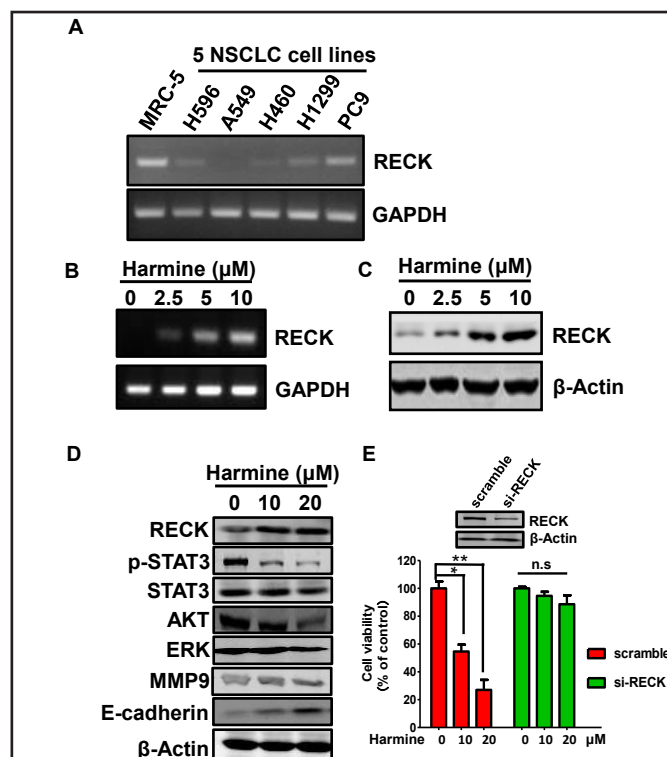 A
5 NSCLC cell lines
MRC-5 H596 A549 H460 H1299 PC9
RECK
GAPDH
B
Harmine (µM)
0 2.5 5 10
RECK
GAPDH
C
Harmine (µM)
0 2.5 5 10
RECK
β-Actin
D
Harmine (µM)
0 10 20
RECK
p-STAT3
STAT3
AKT
ERK
MMP9
E-cadherin
β-Actin
E
scramble si-RECK
RECK
β-Actin
Cell viability
(% of control)
120
100
80
60
40
20
0
**
*
n.s
scramble
si-RECK
Harmine 0 10 20 0 10 20 µM